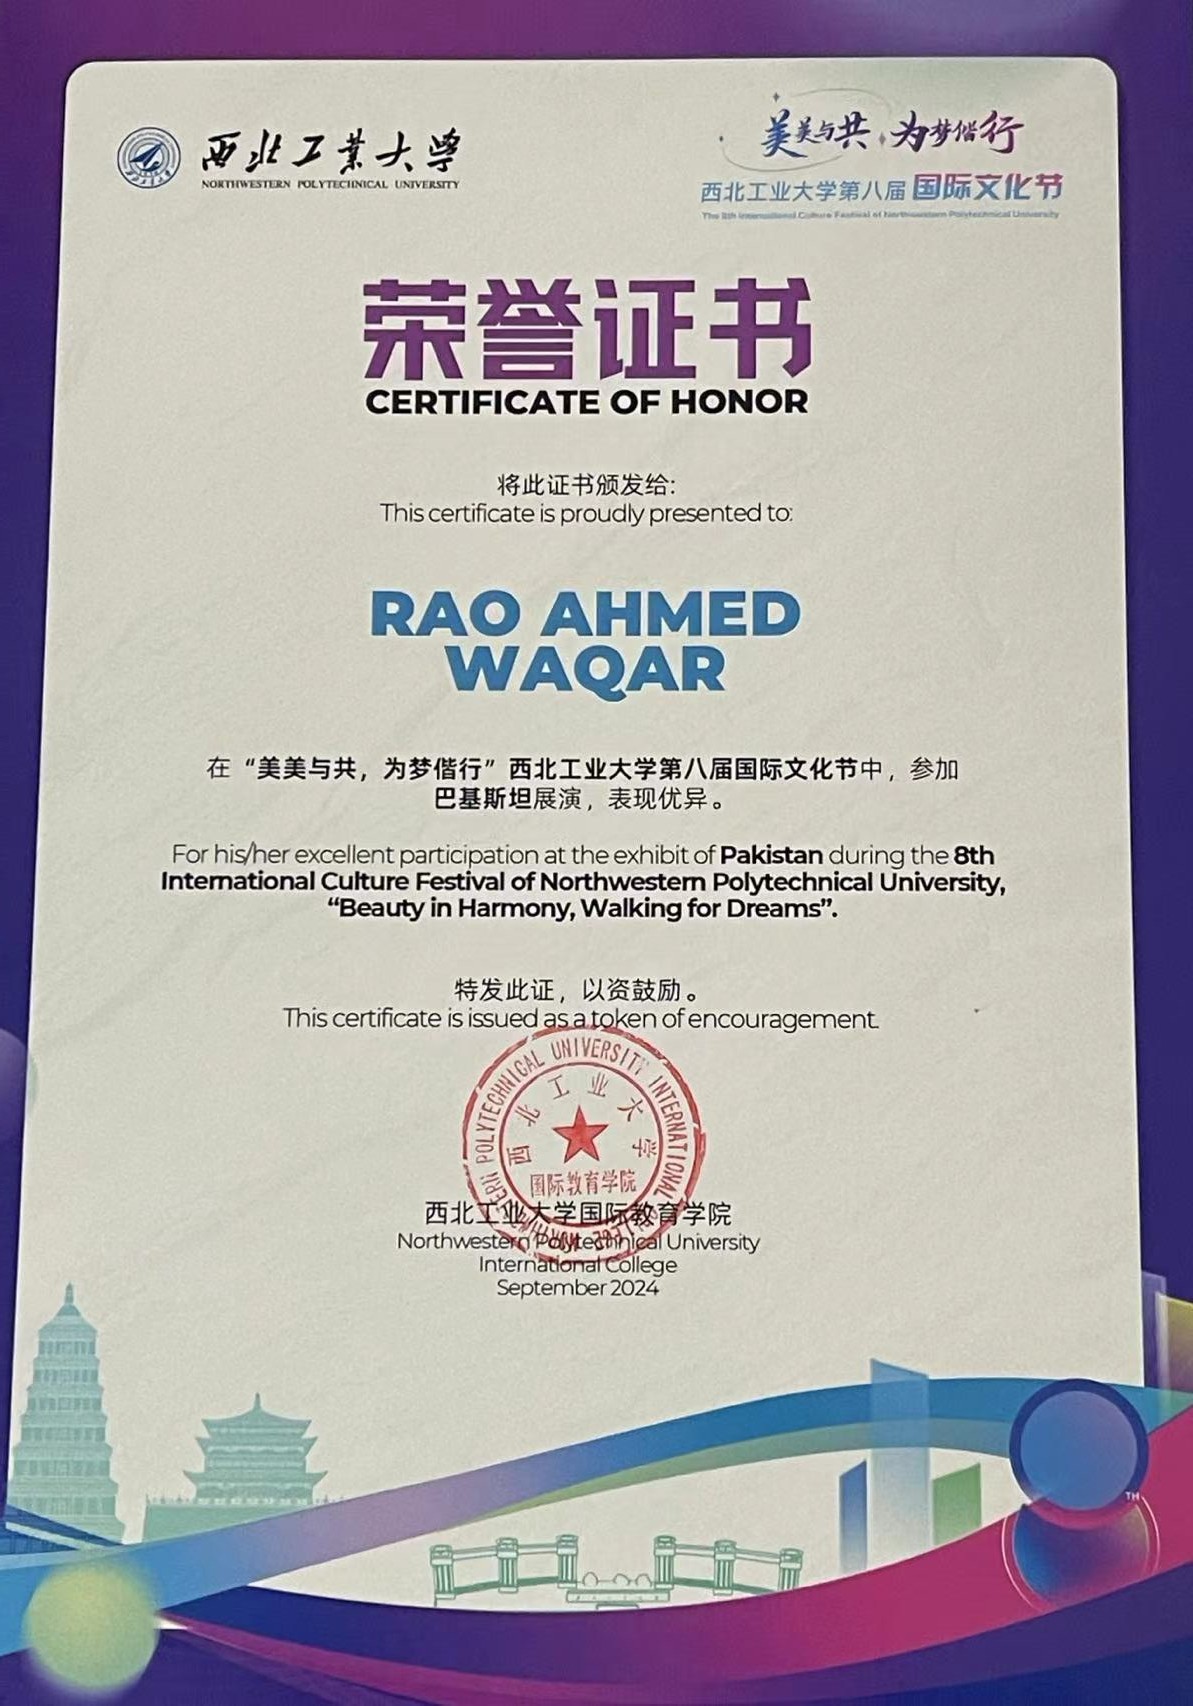 西北工业大学
NORTHWESTERN POLYTECHNICAL UNIVERSITY
美美与共 为梦偕行
西北工业大学第八届 国际文化节
The 8th International Culture Festival of Northwestern Polytechnical University
荣誉证书
CERTIFICATE OF HONOR
将此证书颁发给:
This certificate is proudly presented to:
RAO AHMED
WAQAR
在“美美与共，为梦偕行”西北工业大学第八届国际文化节中，参加
巴基斯坦展演，表现优异。
For his/her excellent participation at the exhibit of Pakistan during the 8th
International Culture Festival of Northwestern Polytechnical University,
“Beauty in Harmony, Walking for Dreams”.
特发此证，以资鼓励。
This certificate is issued as a token of encouragement.
NORTHWESTERN POLYTECHNICAL UNIVERSITY INTERNATIONAL COLLEGE
西北工业大学
国际教育学院
西北工业大学国际教育学院
Northwestern Polytechnical University
International College
September 2024
TM